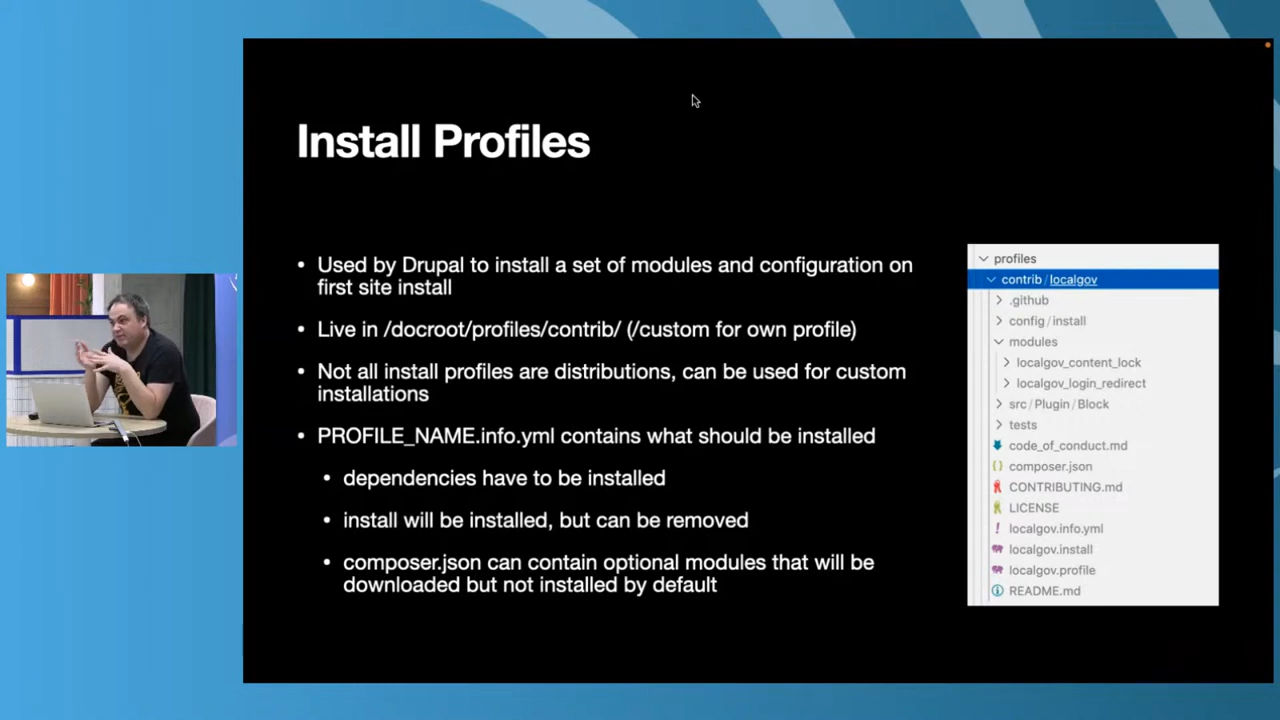 Install Profiles
• Used by Drupal to install a set of modules and configuration on
first site install
• Live in /docroot/profiles/contrib/ (/custom for own profile)
• Not all install profiles are distributions, can be used for custom
installations
• PROFILE_NAME.info.yml contains what should be installed
• dependencies have to be installed
• install will be installed, but can be removed
• composer.json can contain optional modules that will be
downloaded but not installed by default
profiles
contrib / localgov
.github
config / install
modules
localgov_content_lock
localgov_login_redirect
src / Plugin / Block
tests
code_of_conduct.md
composer.json
CONTRIBUTING.md
LICENSE
localgov.info.yml
localgov.install
localgov.profile
README.md